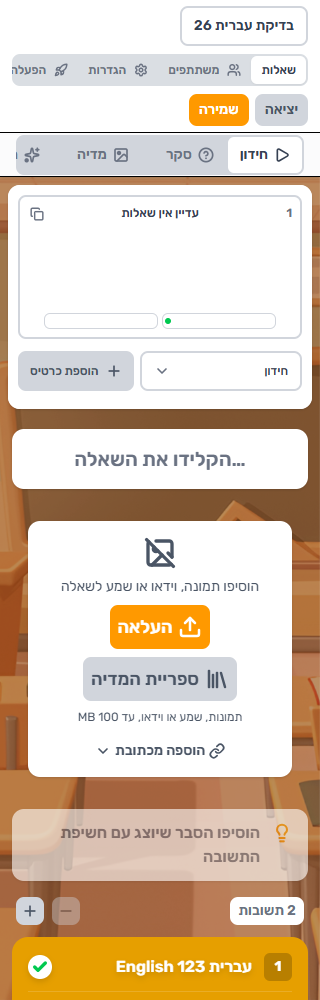 בדיקת עברית 26
שאלות משתתפים הגדרות הפעלה
יציאה שמירה
חידון סקר מדיה
1 עדיין אין שאלות
חידון הוספת כרטיס
הקלידו את השאלה...
הוסיפו תמונה, וידאו או שמע לשאלה
העלאה
ספריית המדיה
תמונות, שמע או וידאו, עד 100 MB
הוספה מכתובת
הוסיפו הסבר שיוצג עם חשיפת
התשובה
2 תשובות
1 עברית English 123